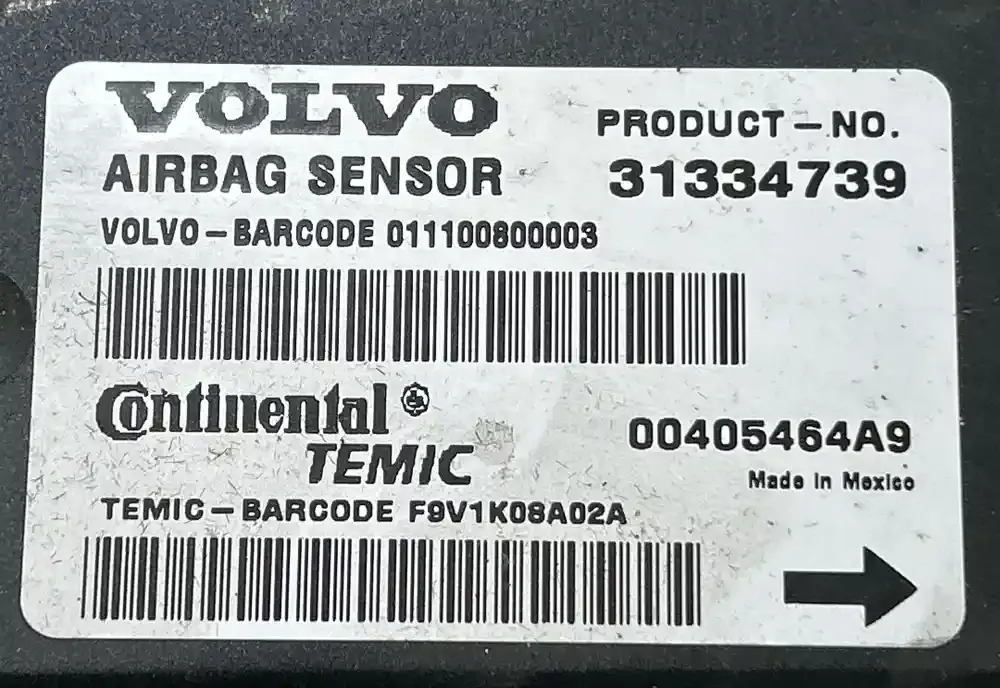 VOLVO
AIRBAG SENSOR
PRODUCT – NO.
31334739
VOLVO – BARCODE 011100800003
Continental
TEMIC
00405464A9
Made in Mexico
TEMIC – BARCODE F9V1K08A02A